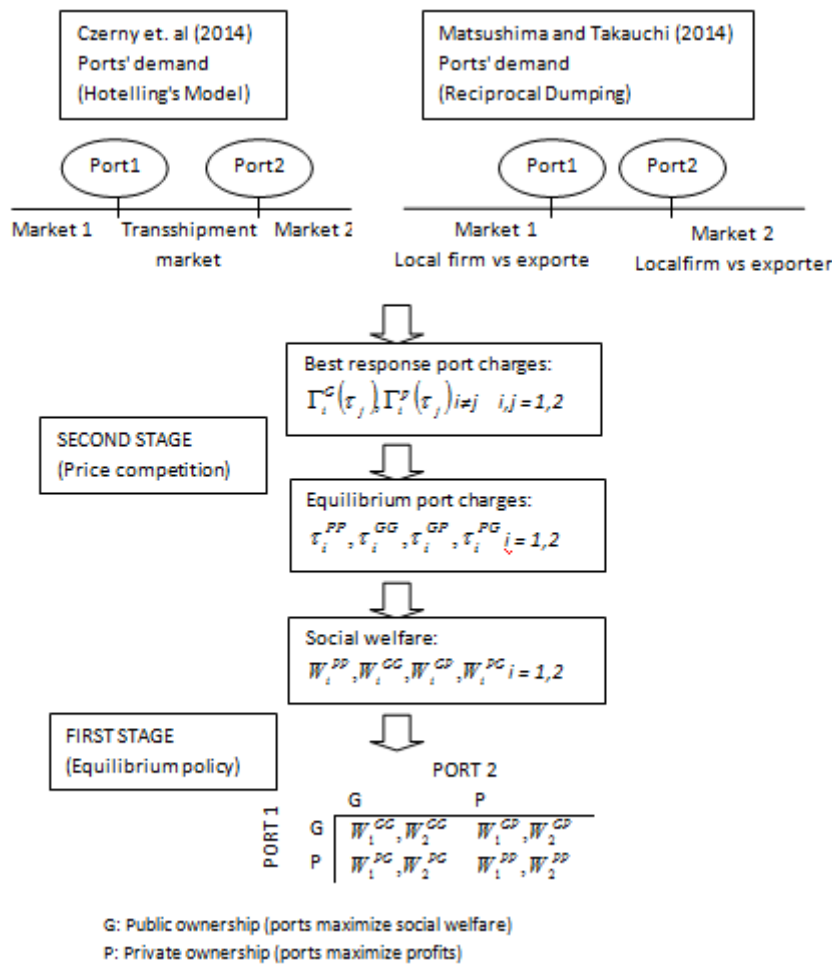 Czerny et. al (2014)
Ports' demand
(Hotelling's Model)
Matsushima and Takauchi (2014)
Ports' demand
(Reciprocal Dumping)
Port1
Port2
Port1
Port2
Market 1
Transshipment
market
Market 2
Market 1
Local firm vs exporte
Market 2
Localfirm vs exporter
Best response port charges:
Γ_i^G(τ_j), Γ_i^P(τ_j) i≠j i,j = 1,2
SECOND STAGE
(Price competition)
Equilibrium port charges:
τ_i^PP, τ_i^GG, τ_i^GP, τ_i^PG i = 1,2
Social welfare:
W_i^PP, W_i^GG, W_i^GP, W_i^PG i = 1,2
FIRST STAGE
(Equilibrium policy)
PORT 2
G P
PORT 1
G W_1^GG, W_2^GG W_1^GP, W_2^GP
P W_1^PG, W_2^PG W_1^PP, W_2^PP
G: Public ownership (ports maximize social welfare)
P: Private ownership (ports maximize profits)